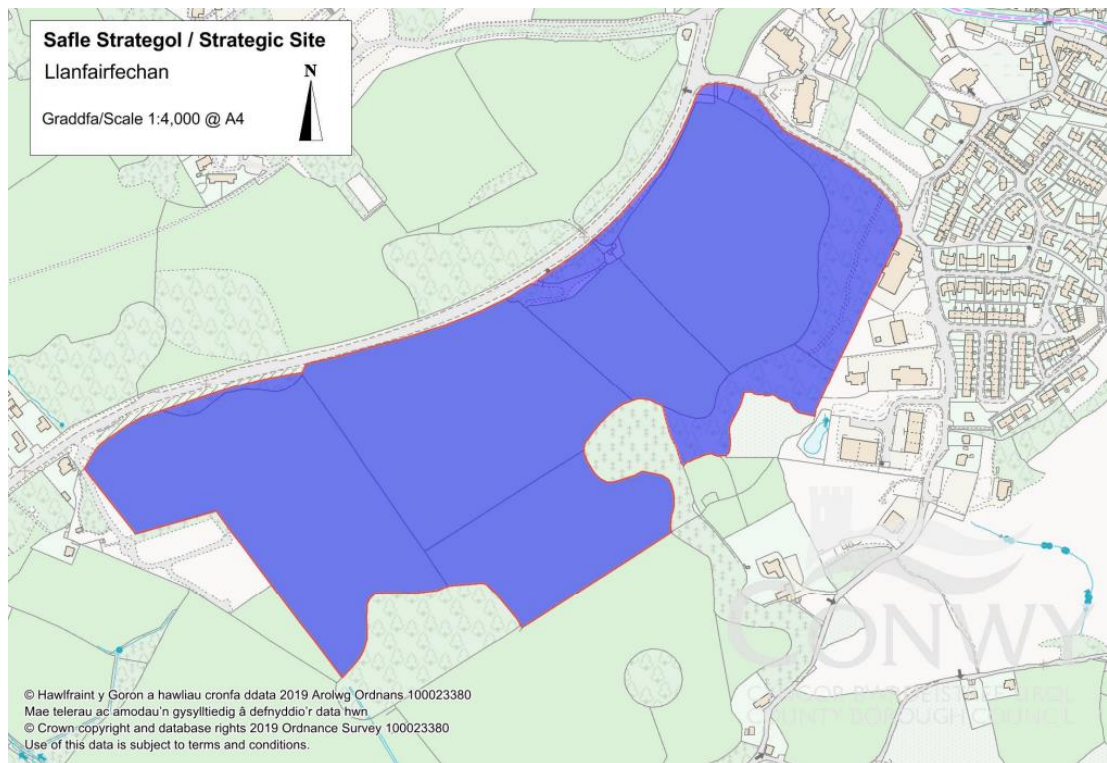 Safle Strategol / Strategic Site
Llanfairfechan
N
Graddfa/Scale 1:4,000 @ A4
CONWY
COUNTY BOROUGH COUNCIL
© Hawlfraint y Goron a hawliau cronfa ddata 2019 Arolwg Ordnans 100023380
Mae telerau ac amodau'n gysylltiedig â defnyddio'r data hwn
© Crown copyright and database rights 2019 Ordnance Survey 100023380
Use of this data is subject to terms and conditions.